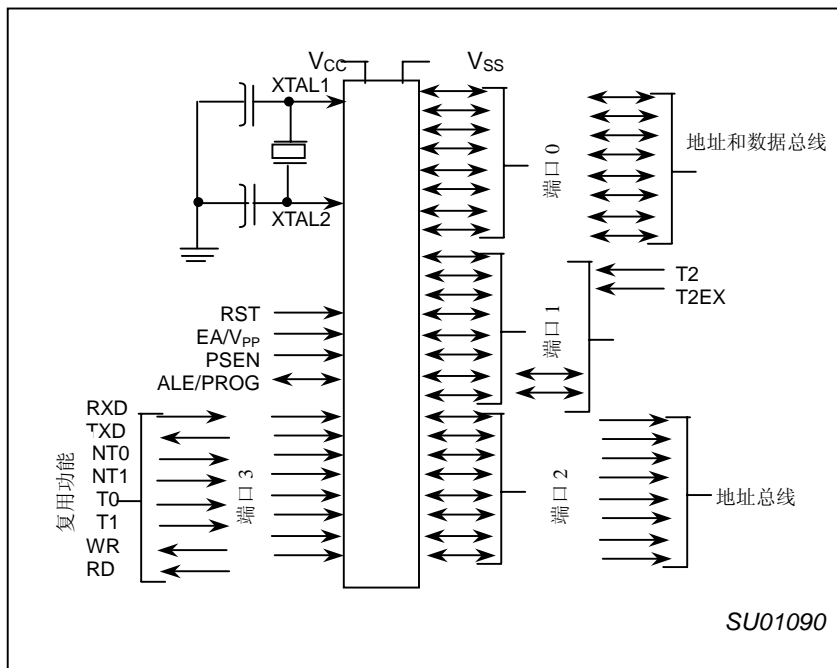 VCC
VSS
XTAL1
XTAL2
端口 0
地址和数据总线
T2
T2EX
端口 1
RST
EA/VPP
PSEN
ALE/PROG
RXD
TXD
NT0
NT1
T0
T1
WR
RD
复用功能
端口 3
端口 2
地址总线
SU01090